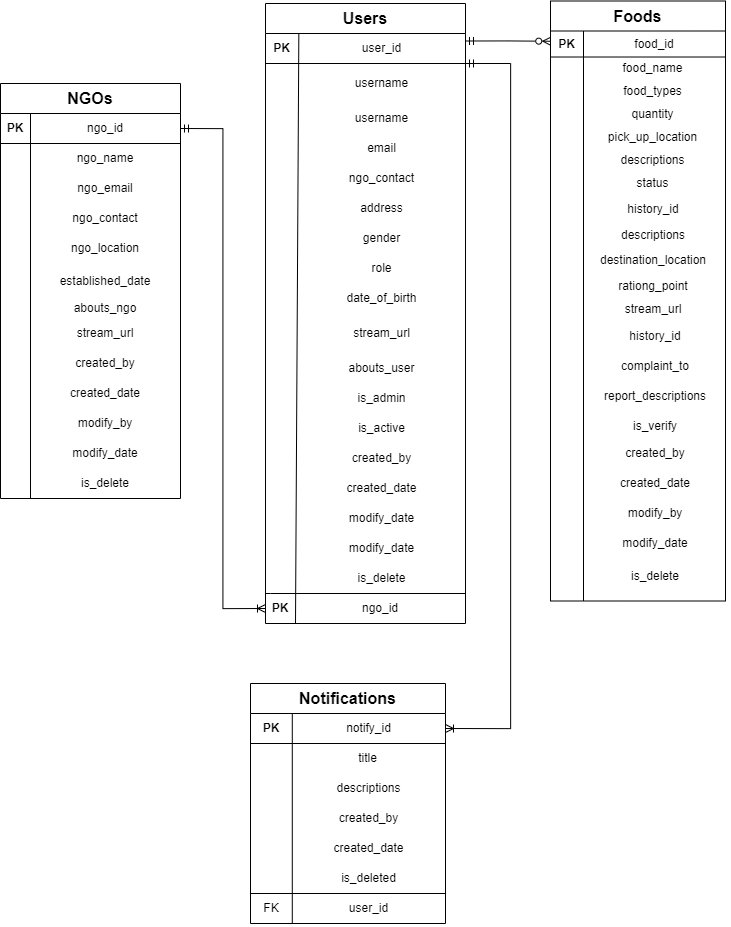 NGOs
PK ngo_id
ngo_name
ngo_email
ngo_contact
ngo_location
established_date
abouts_ngo
stream_url
created_by
created_date
modify_by
modify_date
is_delete
Users
PK user_id
username
username
email
ngo_contact
address
gender
role
date_of_birth
stream_url
abouts_user
is_admin
is_active
created_by
created_date
modify_date
modify_date
is_delete
PK ngo_id
Foods
PK food_id
food_name
food_types
quantity
pick_up_location
descriptions
status
history_id
descriptions
destination_location
rationg_point
stream_url
history_id
complaint_to
report_descriptions
is_verify
created_by
created_date
modify_by
modify_date
is_delete
Notifications
PK notify_id
title
descriptions
created_by
created_date
is_deleted
FK user_id